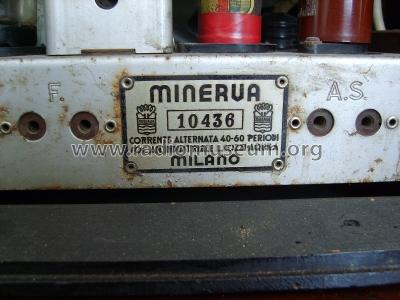 F.
MINERVA
A.S.
10436
CORRENTE ALTERNATA 40-60 PERIODI
www.radiomuseum.org
MILANO